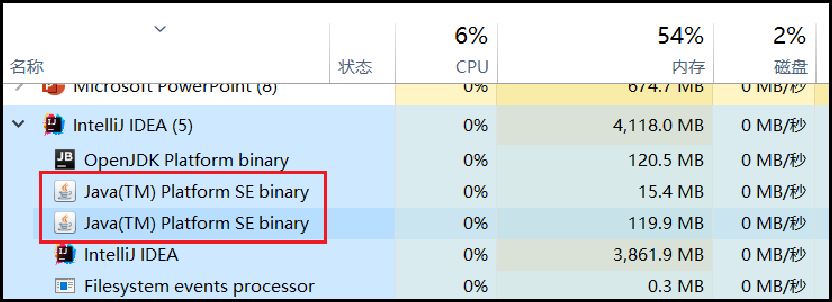 6% 54% 2%
名称 状态 CPU 内存 磁盘
Microsoft PowerPoint (8) 0% 674.7 MB 0 MB/秒
IntelliJ IDEA (5) 0% 4,118.0 MB 0 MB/秒
JB OpenJDK Platform binary 0% 120.5 MB 0 MB/秒
Java(TM) Platform SE binary 0% 15.4 MB 0 MB/秒
Java(TM) Platform SE binary 0% 119.9 MB 0 MB/秒
IntelliJ IDEA 0% 3,861.9 MB 0 MB/秒
Filesystem events processor 0% 0.3 MB 0 MB/秒